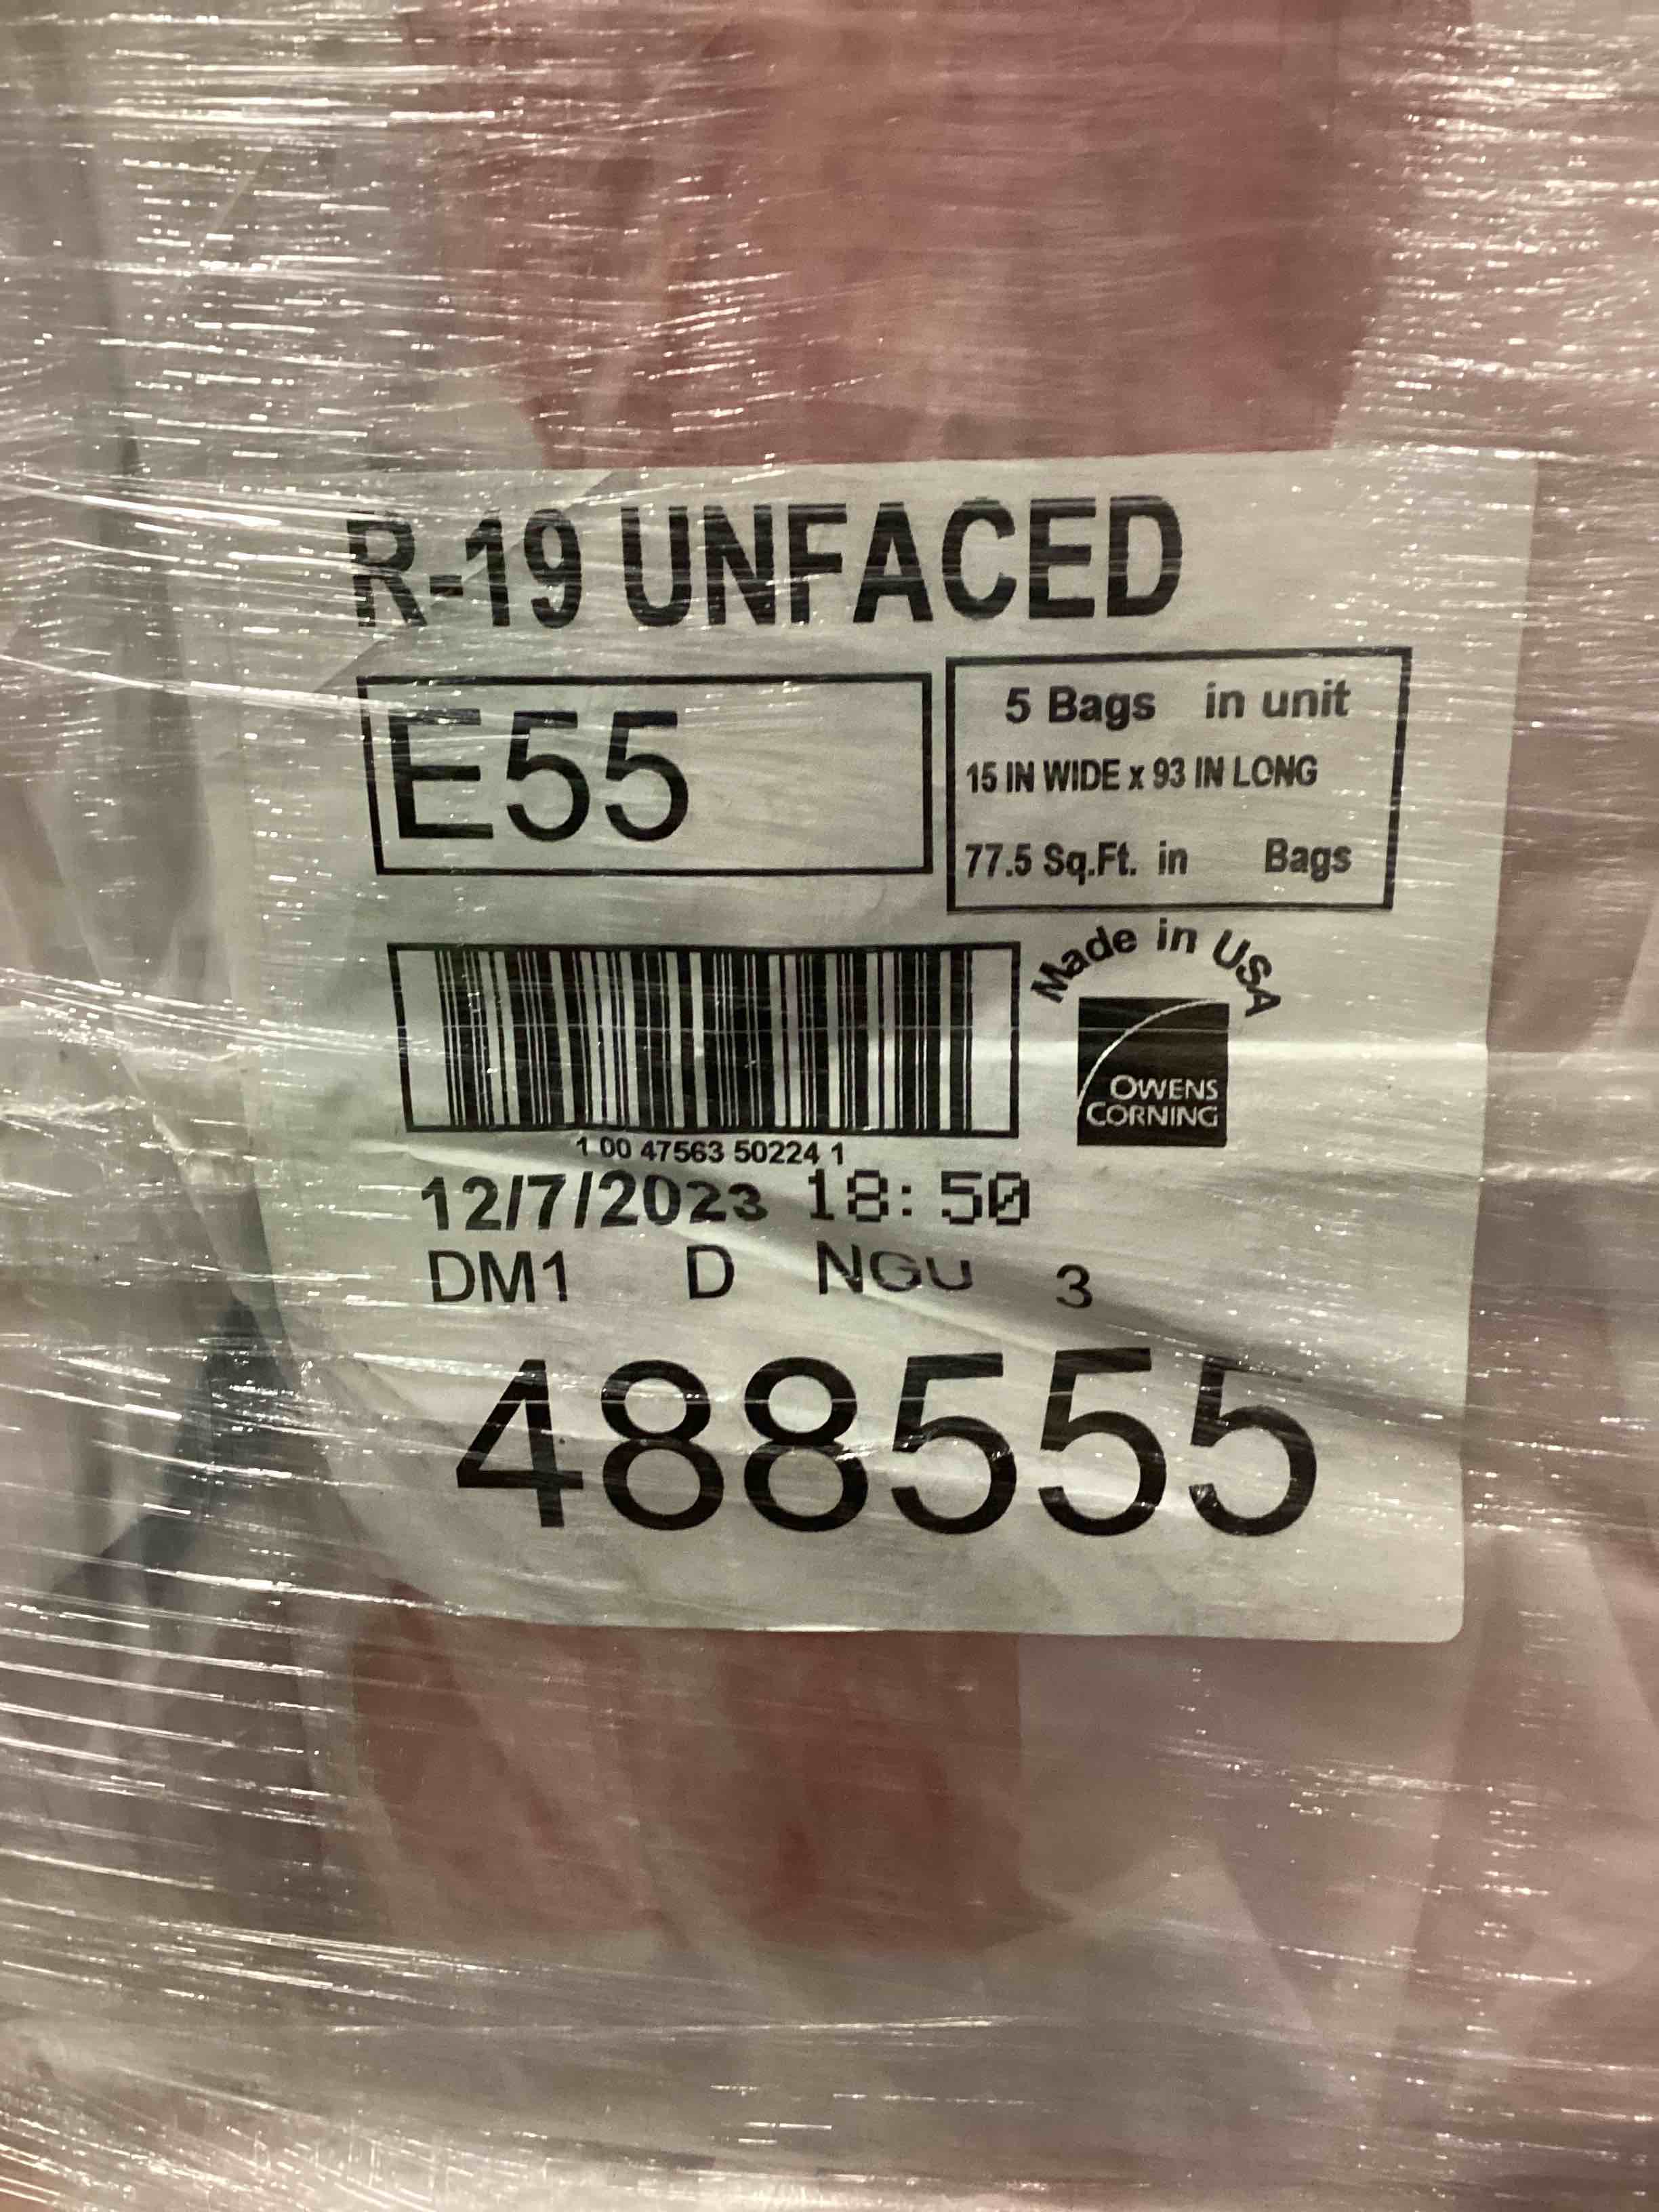 R-19 UNFACED
E55
5 Bags in unit
15 IN WIDE x 93 IN LONG
77.5 Sq.Ft. in Bags
Made in USA
OWENS
CORNING
1 00 47563 50224 1
12/7/2023 18:50
DM1 D NGU 3
488555